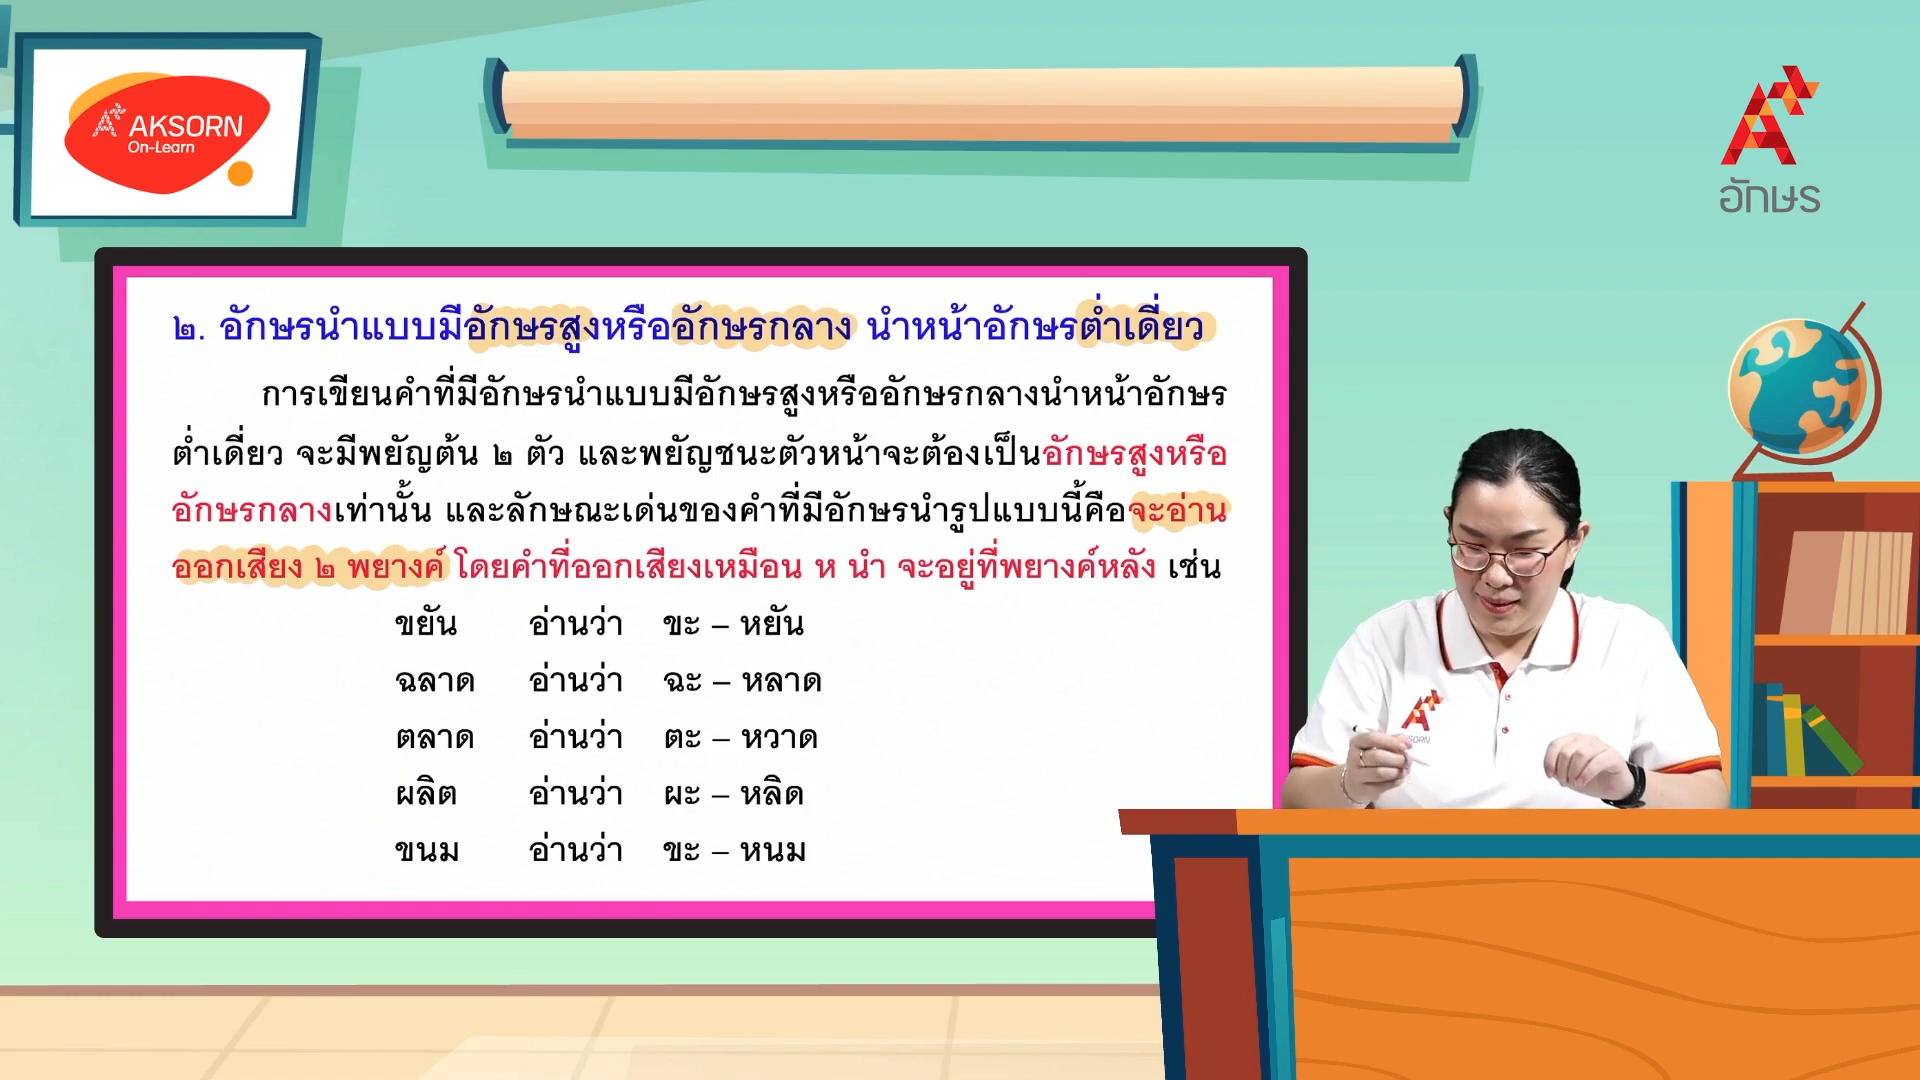 AKSORN
On-Learn
อักษร
๒. อักษรนำแบบมีอักษรสูงหรืออักษรกลาง นำหน้าอักษรต่ำเดี่ยว
การเขียนคำที่มีอักษรนำแบบมีอักษรสูงหรืออักษรกลางนำหน้าอักษร
ต่ำเดี่ยว จะมีพยัญต้น ๒ ตัว และพยัญชนะตัวหน้าจะต้องเป็นอักษรสูงหรือ
อักษรกลางเท่านั้น และลักษณะเด่นของคำที่มีอักษรนำรูปแบบนี้คือจะอ่าน
ออกเสียง ๒ พยางค์ โดยคำที่ออกเสียงเหมือน ห นำ จะอยู่ที่พยางค์หลัง เช่น
ขยัน อ่านว่า ขะ – หยัน
ฉลาด อ่านว่า ฉะ – หลาด
ตลาด อ่านว่า ตะ – หวาด
ผลิต อ่านว่า ผะ – หลิด
ขนม อ่านว่า ขะ – หนม